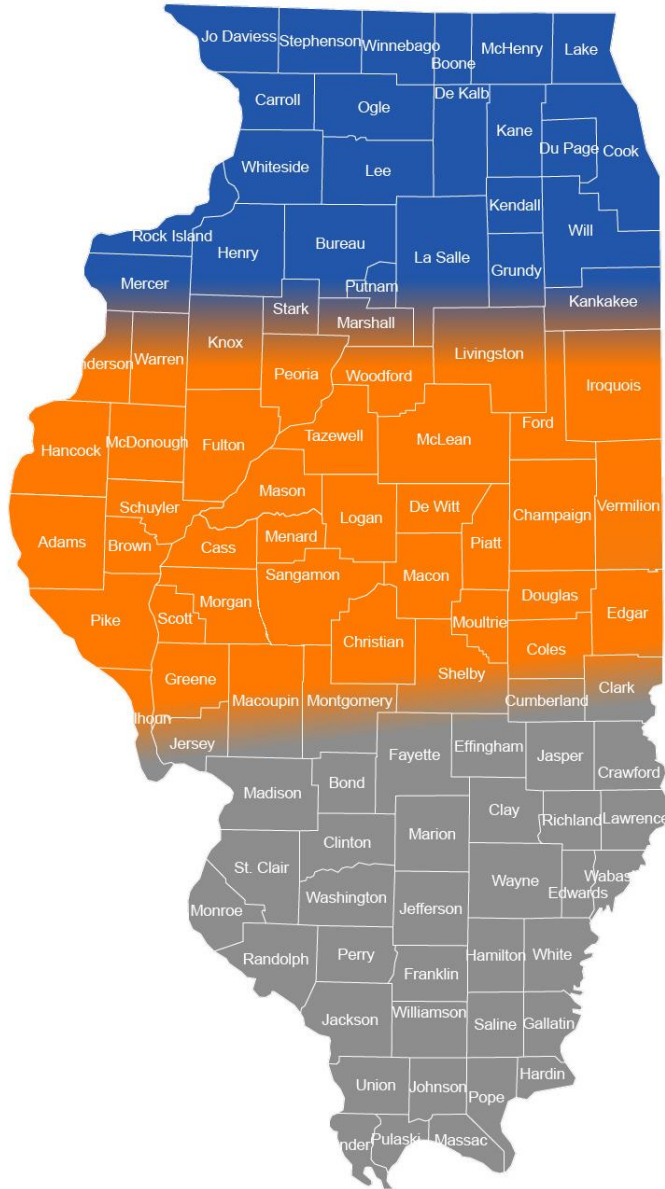 Jo Daviess
Stephenson
Winnebago
Boone
McHenry
Lake
Carroll
Ogle
De Kalb
Kane
Du Page
Cook
Whiteside
Lee
Kendall
Will
Rock Island
Henry
Bureau
La Salle
Grundy
Mercer
Putnam
Kankakee
Stark
Marshall
Knox
Livingston
nderson
Warren
Peoria
Woodford
Iroquois
Hancock
McDonough
Fulton
Tazewell
McLean
Ford
Mason
Schuyler
Logan
De Witt
Champaign
Vermilion
Adams
Brown
Cass
Menard
Piatt
Sangamon
Macon
Douglas
Pike
Scott
Morgan
Christian
Moultrie
Edgar
Coles
Greene
Macoupin
Montgomery
Shelby
Cumberland
Clark
lhoun
Jersey
Fayette
Effingham
Jasper
Crawford
Madison
Bond
Clay
Richland
Lawrence
Clinton
Marion
St. Clair
Wayne
Wabas
Edwards
Washington
Monroe
Jefferson
Randolph
Perry
Hamilton
White
Franklin
Jackson
Williamson
Saline
Gallatin
Union
Johnson
Pope
Hardin
nder
Pulaski
Massac